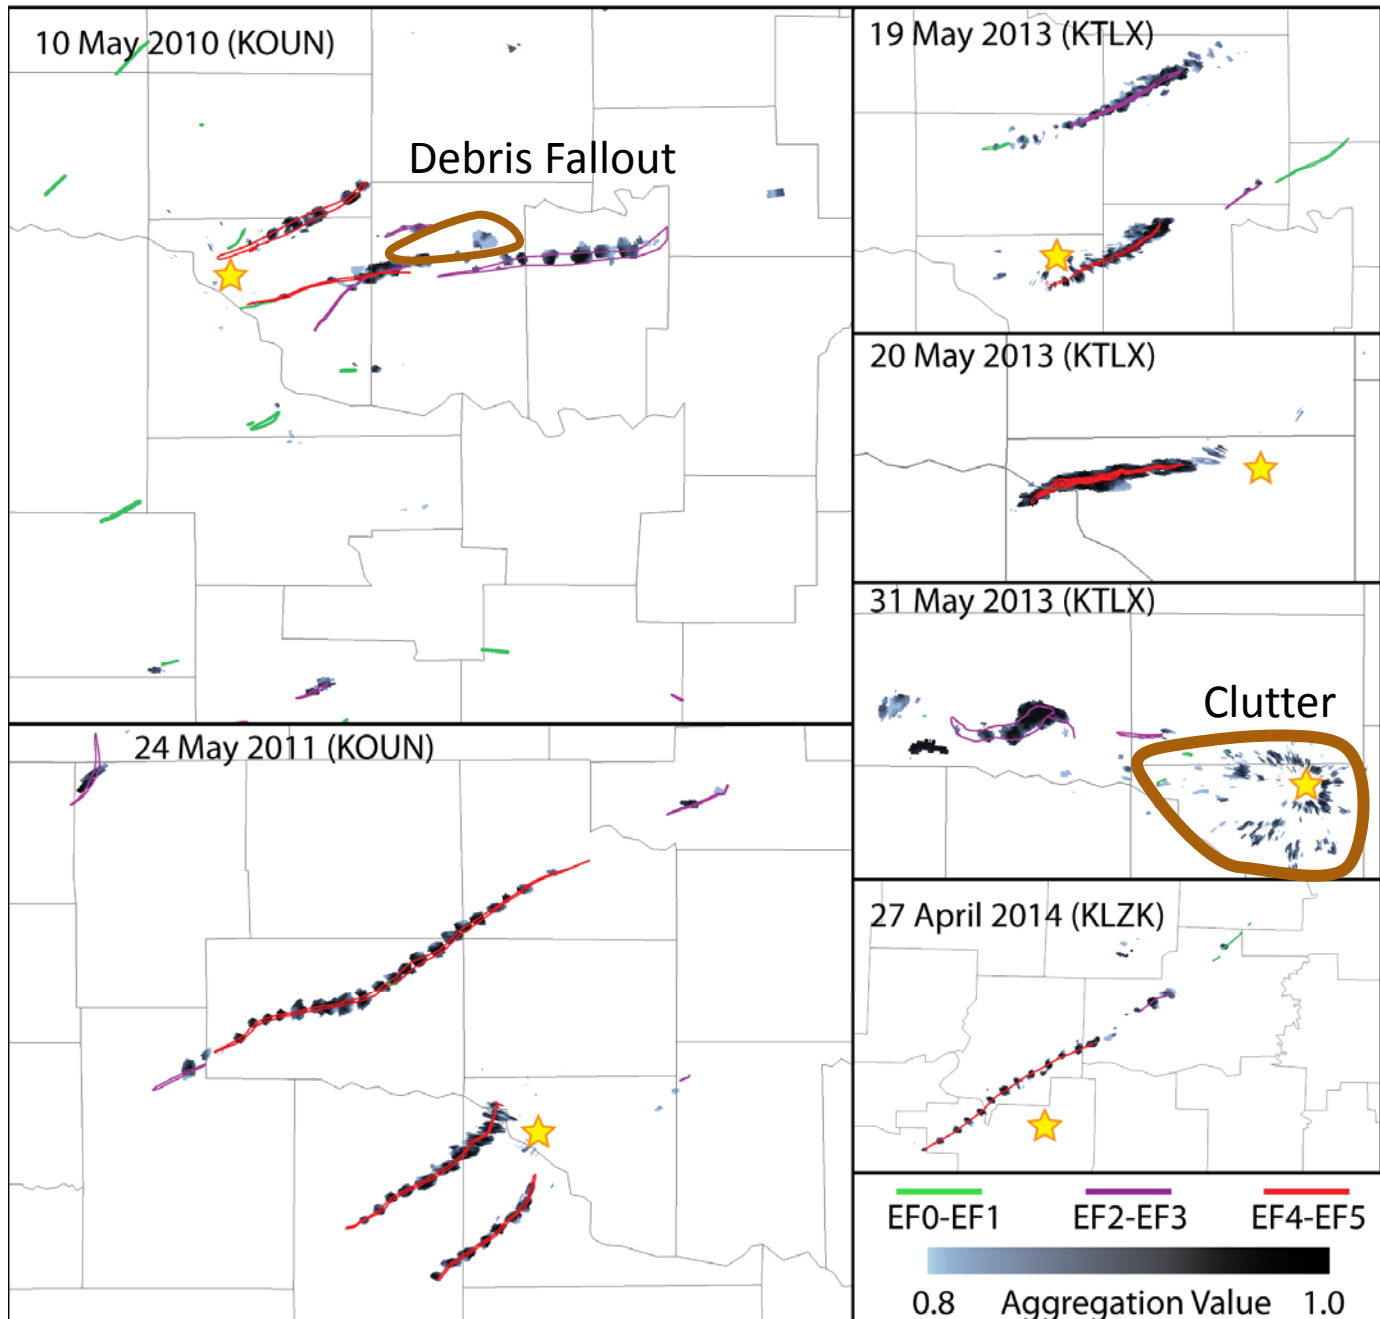 10 May 2010 (KOUN)
Debris Fallout
19 May 2013 (KTLX)
20 May 2013 (KTLX)
31 May 2013 (KTLX)
Clutter
24 May 2011 (KOUN)
27 April 2014 (KLZK)
EF0-EF1 EF2-EF3 EF4-EF5
0.8 Aggregation Value 1.0